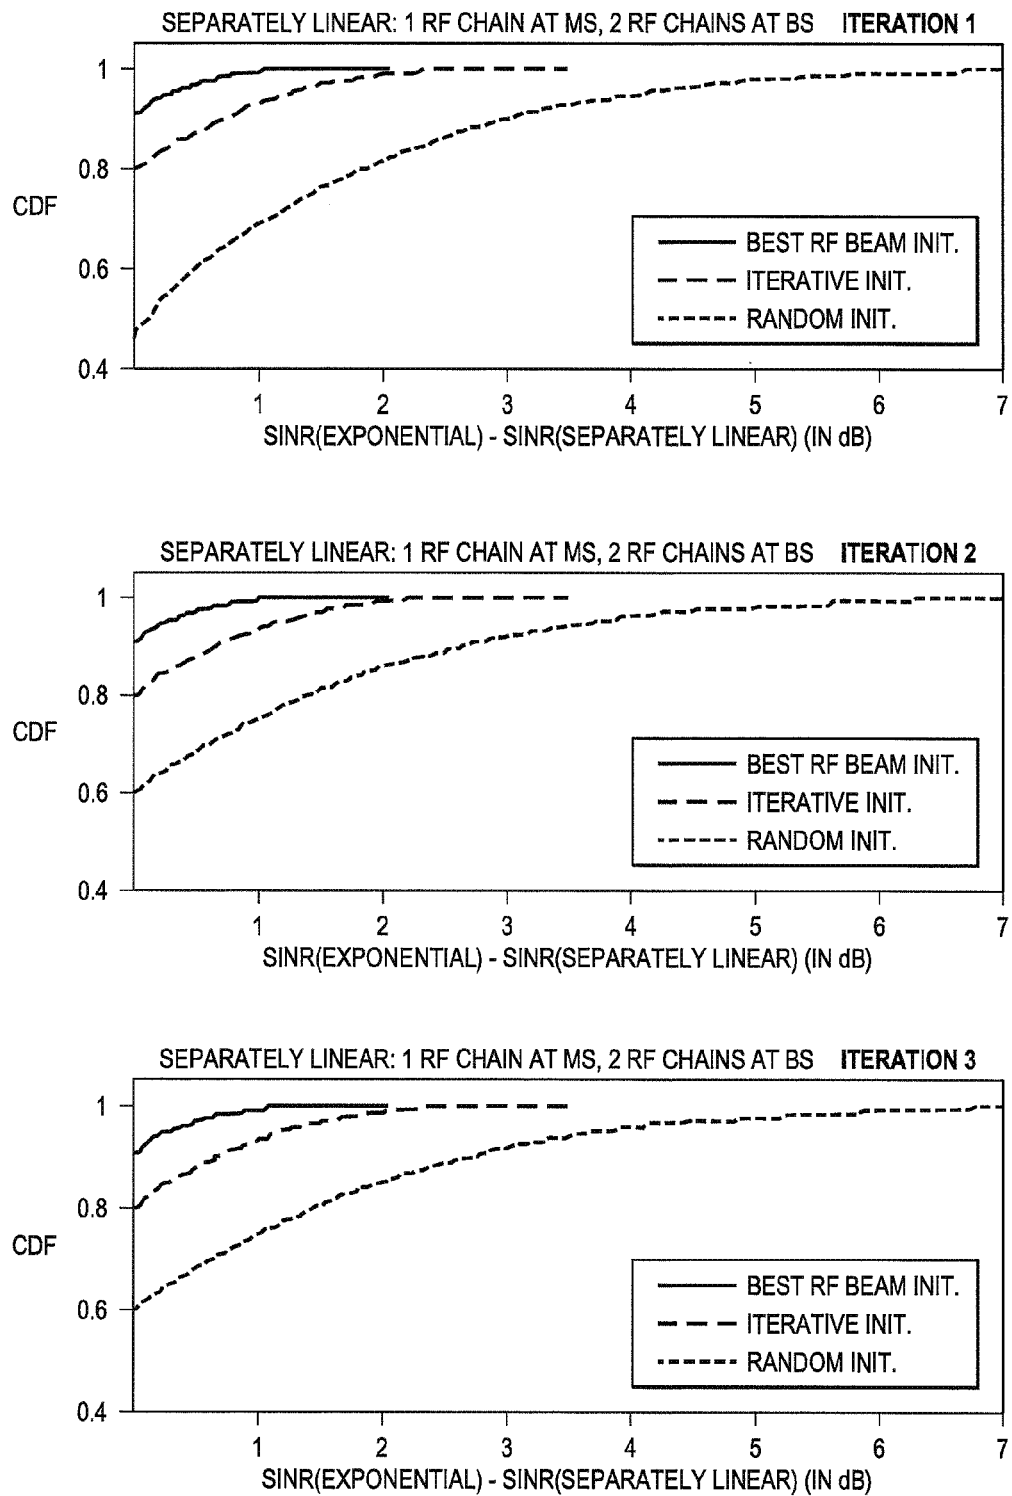 SEPARATELY LINEAR: 1 RF CHAIN AT MS, 2 RF CHAINS AT BS ITERATION 1
1
0.8
CDF
0.6
0.4
BEST RF BEAM INIT.
ITERATIVE INIT.
RANDOM INIT.
1 2 3 4 5 6 7
SINR(EXPONENTIAL) - SINR(SEPARATELY LINEAR) (IN dB)
SEPARATELY LINEAR: 1 RF CHAIN AT MS, 2 RF CHAINS AT BS ITERATION 2
1
0.8
CDF
0.6
0.4
BEST RF BEAM INIT.
ITERATIVE INIT.
RANDOM INIT.
1 2 3 4 5 6 7
SINR(EXPONENTIAL) - SINR(SEPARATELY LINEAR) (IN dB)
SEPARATELY LINEAR: 1 RF CHAIN AT MS, 2 RF CHAINS AT BS ITERATION 3
1
0.8
CDF
0.6
0.4
BEST RF BEAM INIT.
ITERATIVE INIT.
RANDOM INIT.
1 2 3 4 5 6 7
SINR(EXPONENTIAL) - SINR(SEPARATELY LINEAR) (IN dB)